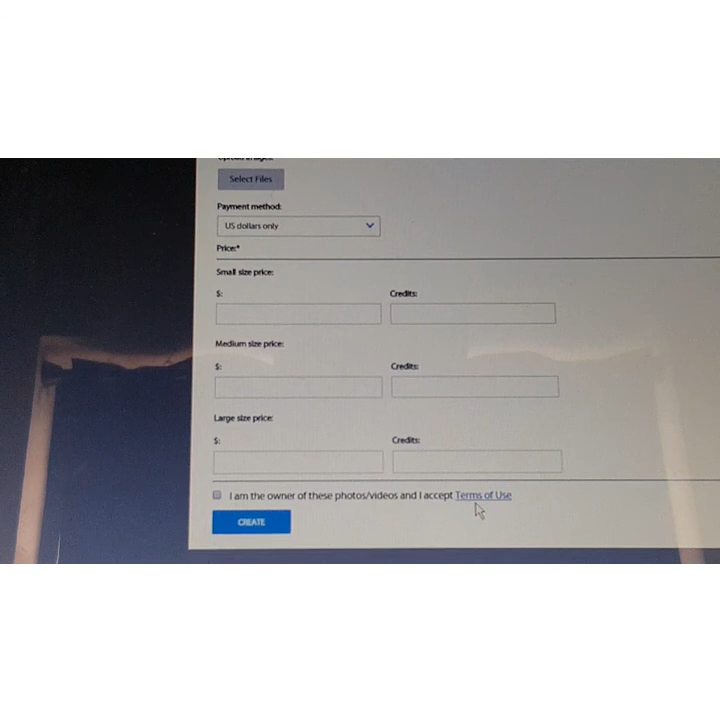 Select Files
Payment method:
US dollars only
Price:*
Small size price:
$: Credits:
Medium size price:
$: Credits:
Large size price:
$: Credits:
I am the owner of these photos/videos and I accept Terms of Use
CREATE